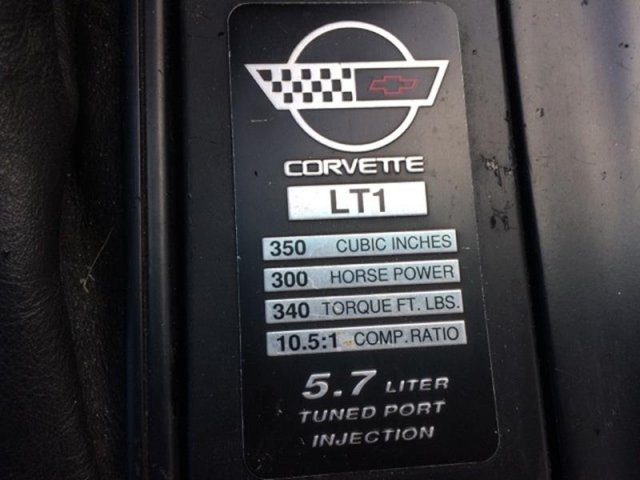 CORVETTE
LT1
350 CUBIC INCHES
300 HORSE POWER
340 TORQUE FT. LBS.
10.5:1 COMP.RATIO
5.7 LITER
TUNED PORT
INJECTION